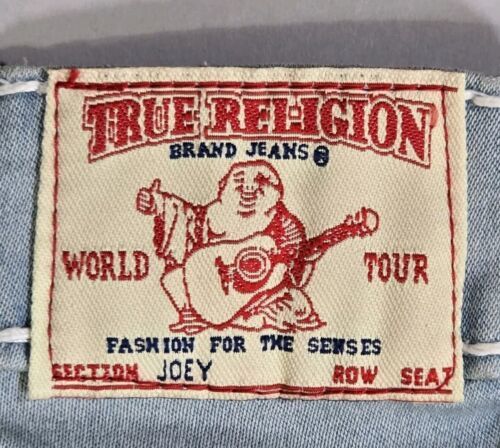 TRUE RELIGION
BRAND JEANS ®
WORLD TOUR
FASHION FOR THE SENSES
SECTION JOEY ROW SEAT